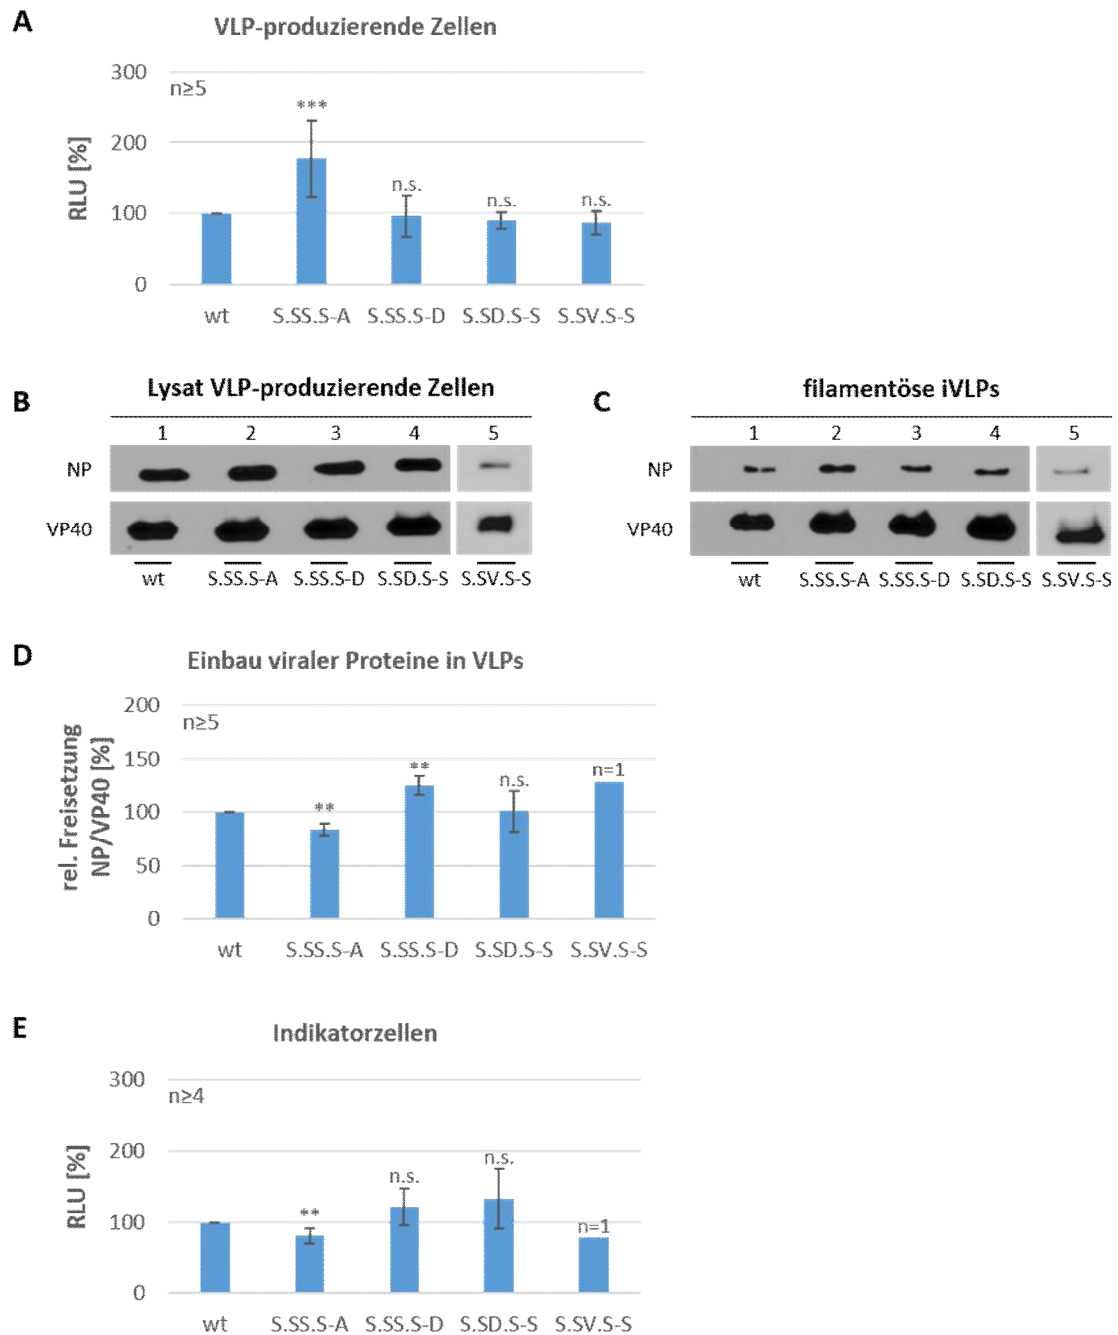 A
VLP-produzierende Zellen
300
n≥5
***
200
RLU [%]
n.s.
n.s.
n.s.
100
0
wt
S.SS.S-A
S.SS.S-D
S.SD.S-S
S.SV.S-S
B
Lysat VLP-produzierende Zellen
1 2 3 4 5
NP
VP40
wt S.SS.S-A S.SS.S-D S.SD.S-S S.SV.S-S
C
filamentöse iVLPs
1 2 3 4 5
NP
VP40
wt S.SS.S-A S.SS.S-D S.SD.S-S S.SV.S-S
D
Einbau viraler Proteine in VLPs
200
n≥5
rel. Freisetzung
NP/VP40 [%]
150
**
**
n.s.
n=1
100
50
0
wt
S.SS.S-A
S.SS.S-D
S.SD.S-S
S.SV.S-S
E
Indikatorzellen
300
n≥4
200
RLU [%]
**
n.s.
n.s.
n=1
100
0
wt
S.SS.S-A
S.SS.S-D
S.SD.S-S
S.SV.S-S